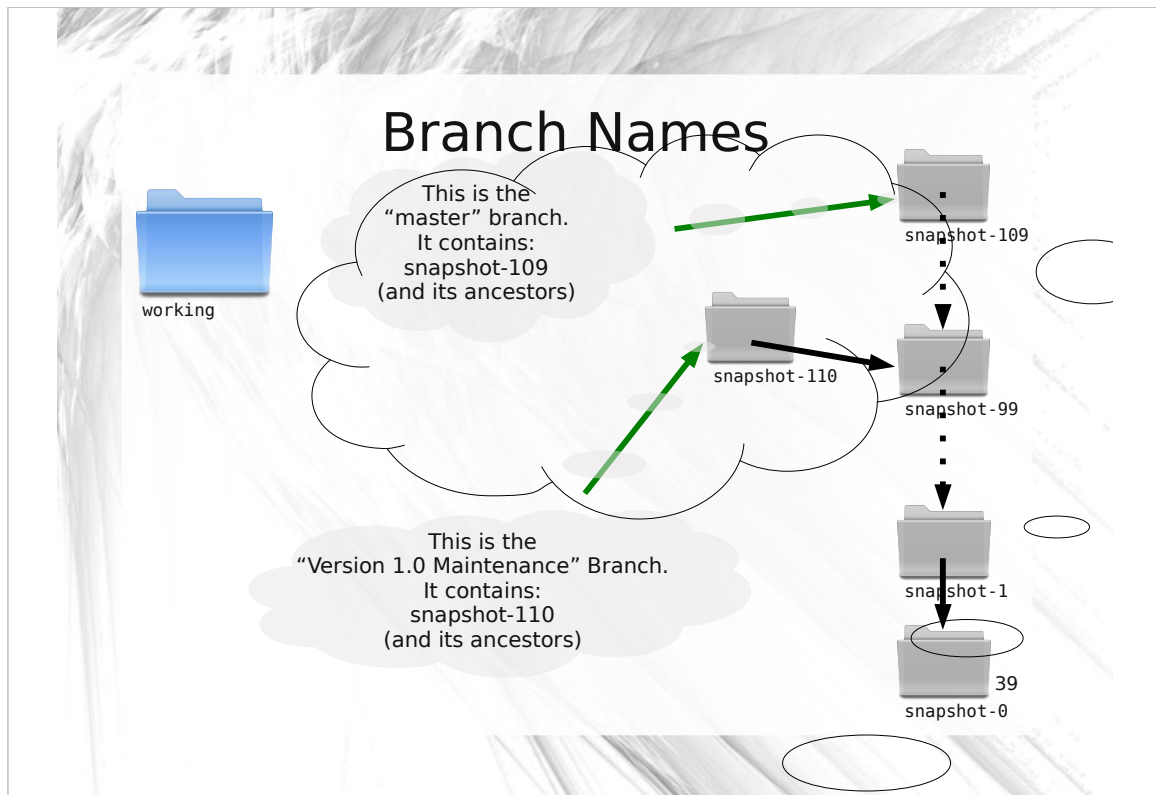 Branch Names
This is the
“master” branch.
It contains:
snapshot-109
(and its ancestors)
working
snapshot-109
snapshot-110
snapshot-99
This is the
“Version 1.0 Maintenance” Branch.
It contains:
snapshot-110
(and its ancestors)
snapshot-1
39
snapshot-0